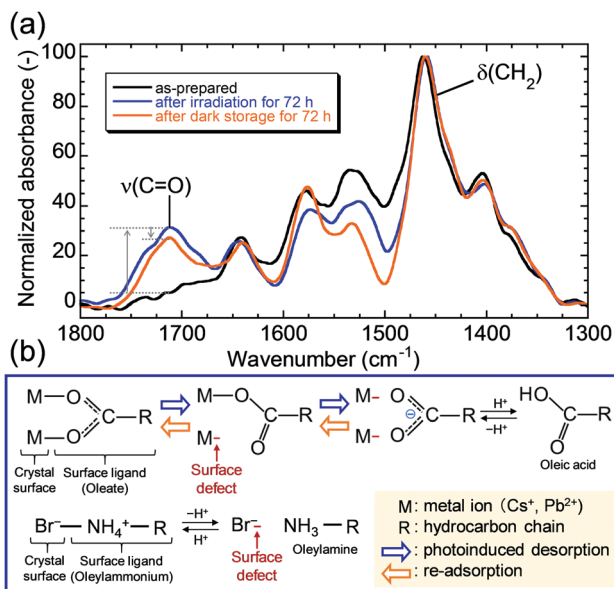 (a)
100
80
60
40
20
0
Normalized absorbance (-)
as-prepared
after irradiation for 72 h
after dark storage for 72 h
δ(CH₂)
ν(C=O)
1800 1700 1600 1500 1400 1300
Wavenumber (cm⁻¹)
(b)
M O C R M O
M O C R O M–
M– O ⊖ C R M– O
H⁺
–H⁺
HO C R O
Oleic acid
Crystal surface
Surface ligand (Oleate)
Surface defect
Br–NH₄⁺–R
–H⁺
H⁺
Br– NH₃–R
Oleylamine
Crystal surface
Surface ligand (Oleylammonium)
Surface defect
M: metal ion (Cs⁺, Pb²⁺)
R: hydrocarbon chain
: photoinduced desorption
: re-adsorption